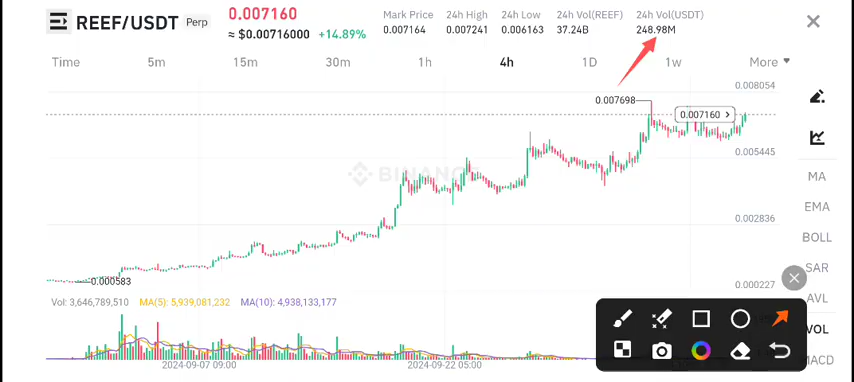 REEF/USDT Perp
0.007160
≈ $0.00716000 +14.89%
Mark Price
0.007164
24h High
0.007241
24h Low
0.006163
24h Vol(REEF)
37.24B
24h Vol(USDT)
248.98M
Time 5m 15m 30m 1h 4h 1D 1w More
0.008054
0.007698
0.007160 >
0.005445
BINANCE
0.002836
0.000583
0.000227
MA
EMA
BOLL
SAR
AVL
VOL
MACD
Vol: 3,646,789,510 MA(5): 5,939,081,232 MA(10): 4,938,133,177
2024-09-07 09:00 2024-09-22 05:00